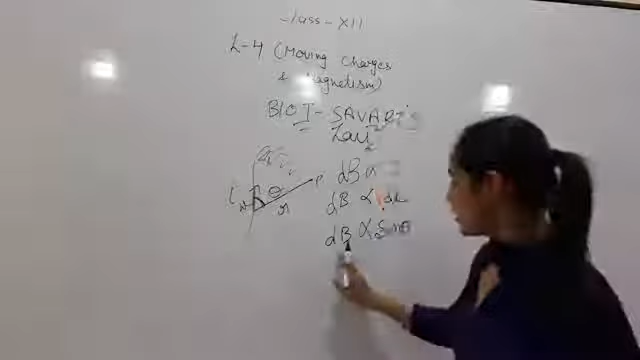 Class - XII
L-4 (Moving Charges
& Magnetism)
BIOT - SAVART'S
Law
P
i
θ
r
dB α
dB α dl
dB α Sinθ